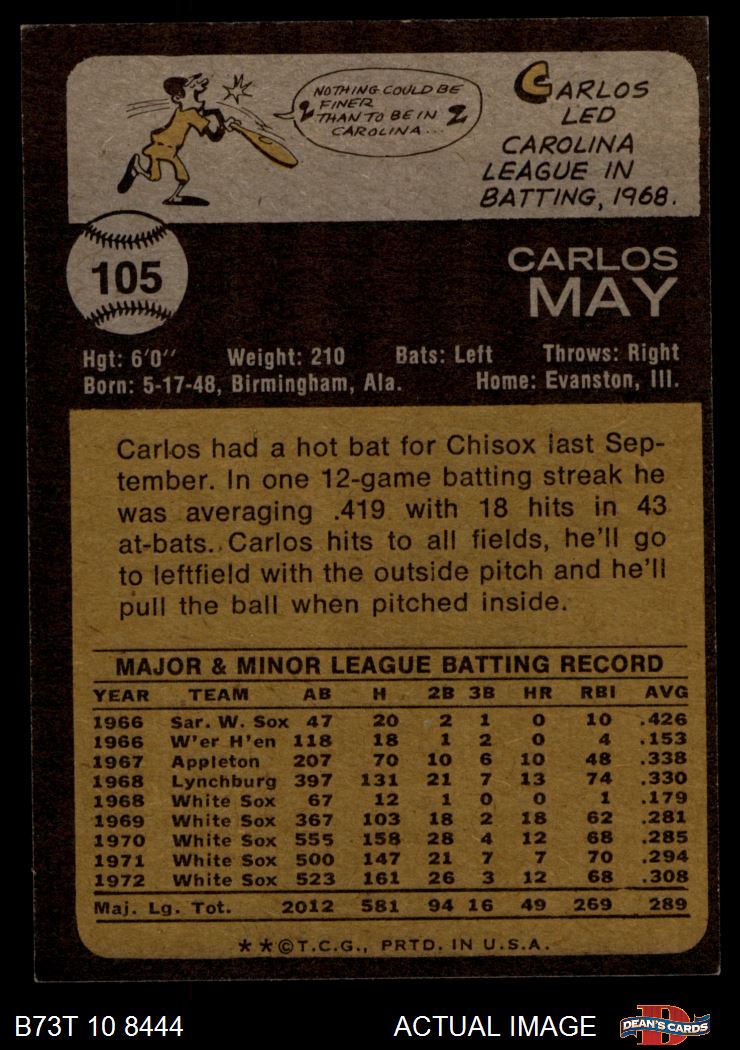 NOTHING COULD BE
FINER
THAN TO BE IN
CAROLINA...
CARLOS
LED
CAROLINA
LEAGUE IN
BATTING, 1968.
105
CARLOS
MAY
Hgt: 6'0" Weight: 210 Bats: Left Throws: Right
Born: 5-17-48, Birmingham, Ala. Home: Evanston, Ill.
Carlos had a hot bat for Chisox last Sep-
tember. In one 12-game batting streak he
was averaging .419 with 18 hits in 43
at-bats. Carlos hits to all fields, he'll go
to leftfield with the outside pitch and he'll
pull the ball when pitched inside.
MAJOR & MINOR LEAGUE BATTING RECORD
YEAR TEAM AB H 2B 3B HR RBI AVG
1966 Sar. W. Sox 47 20 2 1 0 10 .426
1966 W'er H'en 118 18 1 2 0 4 .153
1967 Appleton 207 70 10 6 10 48 .338
1968 Lynchburg 397 131 21 7 13 74 .330
1968 White Sox 67 12 1 0 0 1 .179
1969 White Sox 367 103 18 2 18 62 .281
1970 White Sox 555 158 28 4 12 68 .285
1971 White Sox 500 147 21 7 7 70 .294
1972 White Sox 523 161 26 3 12 68 .308
Maj. Lg. Tot. 2012 581 94 16 49 269 289
**©T.C.G., PRTD. IN U.S.A.
B73T 10 8444 ACTUAL IMAGE D DEAN'S CARDS